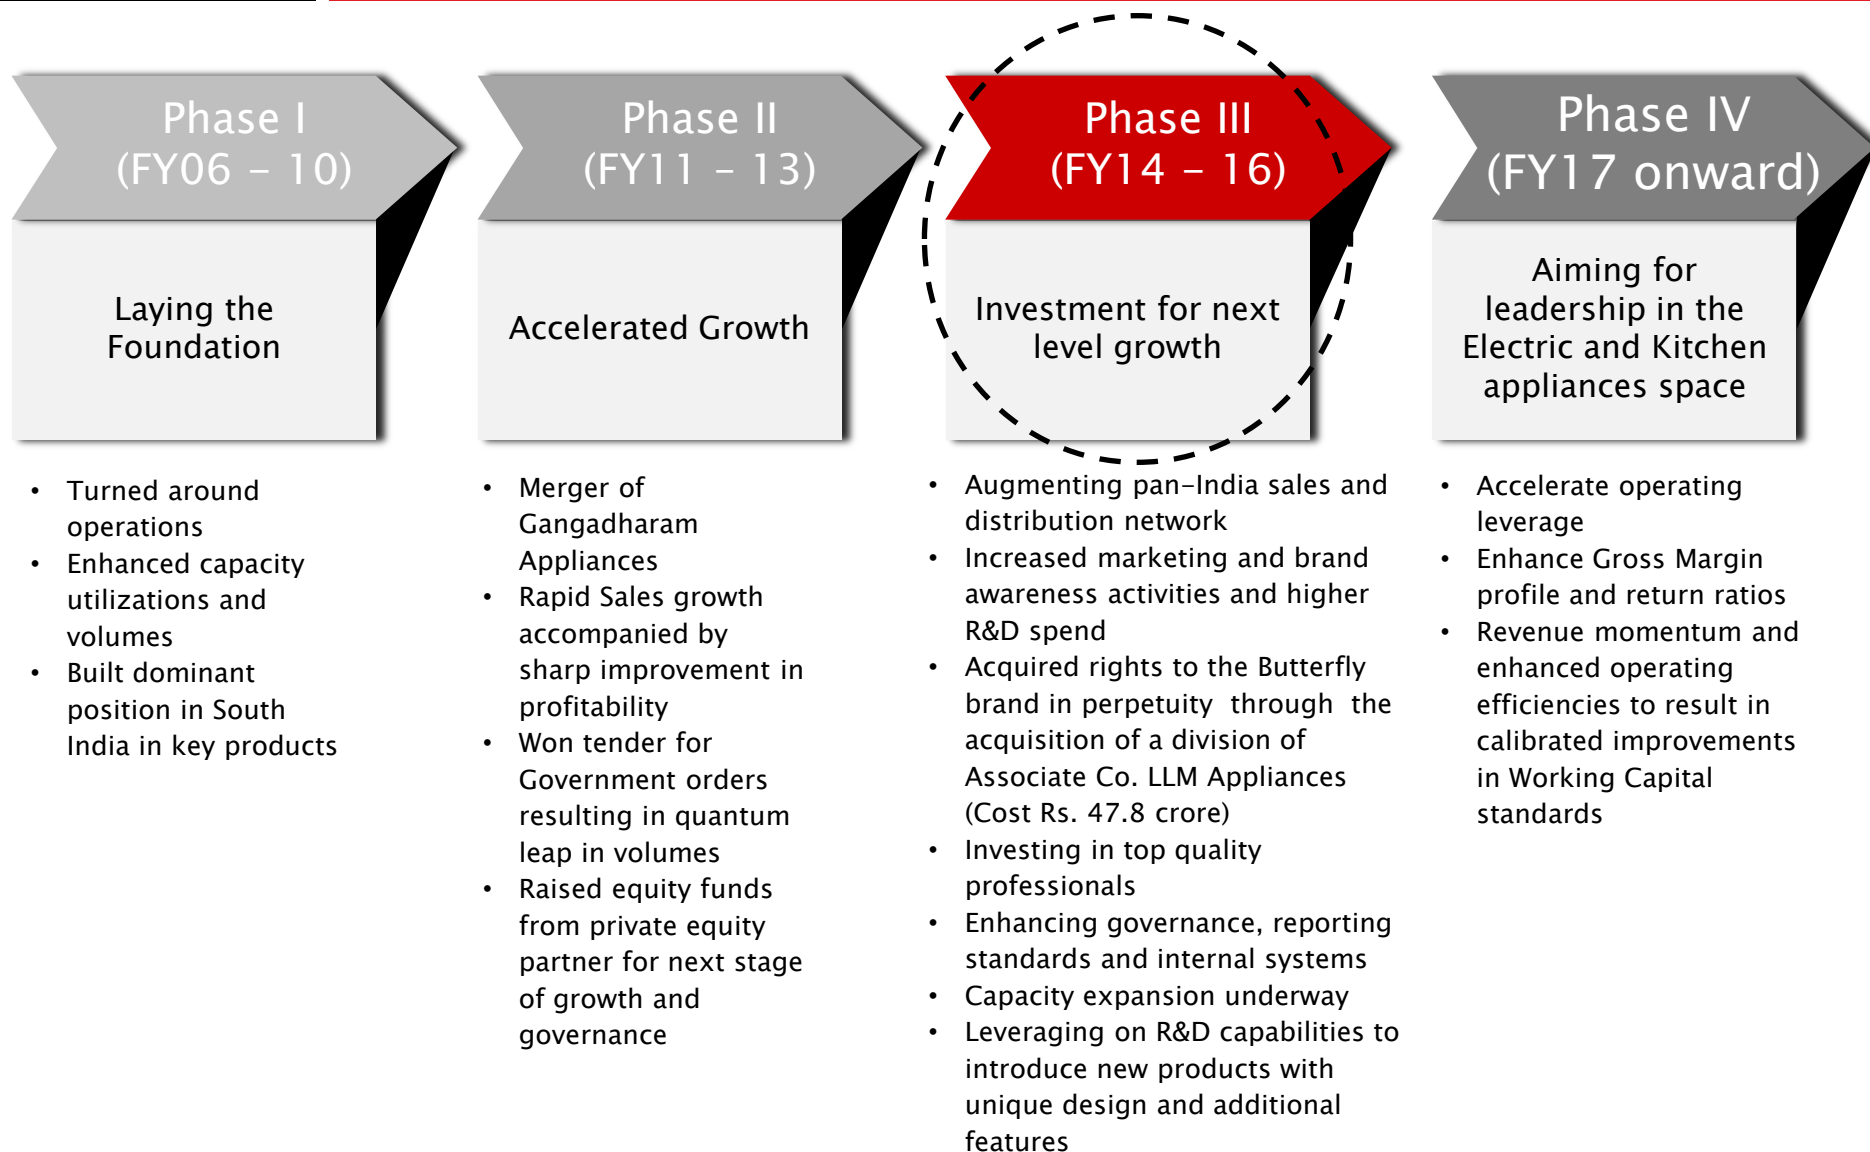 Phase I
(FY06 – 10)
Laying the
Foundation
• Turned around
operations
• Enhanced capacity
utilizations and
volumes
• Built dominant
position in South
India in key products
Phase II
(FY11 – 13)
Accelerated Growth
• Merger of
Gangadharam
Appliances
• Rapid Sales growth
accompanied by
sharp improvement in
profitability
• Won tender for
Government orders
resulting in quantum
leap in volumes
• Raised equity funds
from private equity
partner for next stage
of growth and
governance
Phase III
(FY14 – 16)
Investment for next
level growth
• Augmenting pan-India sales and
distribution network
• Increased marketing and brand
awareness activities and higher
R&D spend
• Acquired rights to the Butterfly
brand in perpetuity through the
acquisition of a division of
Associate Co. LLM Appliances
(Cost Rs. 47.8 crore)
• Investing in top quality
professionals
• Enhancing governance, reporting
standards and internal systems
• Capacity expansion underway
• Leveraging on R&D capabilities to
introduce new products with
unique design and additional
features
Phase IV
(FY17 onward)
Aiming for
leadership in the
Electric and Kitchen
appliances space
• Accelerate operating
leverage
• Enhance Gross Margin
profile and return ratios
• Revenue momentum and
enhanced operating
efficiencies to result in
calibrated improvements
in Working Capital
standards